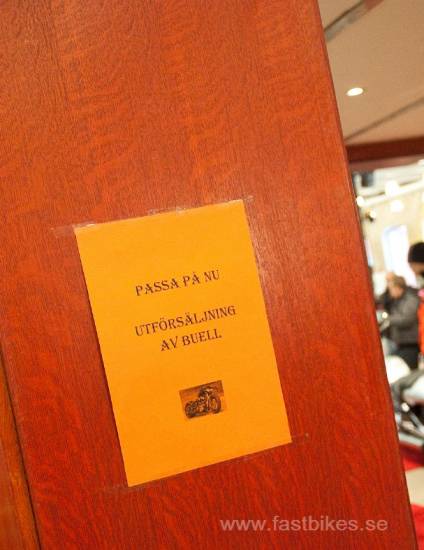 PASSA PÅ NU
UTFÖRSÄLJNING
AV BUELL
www.fastbikes.se